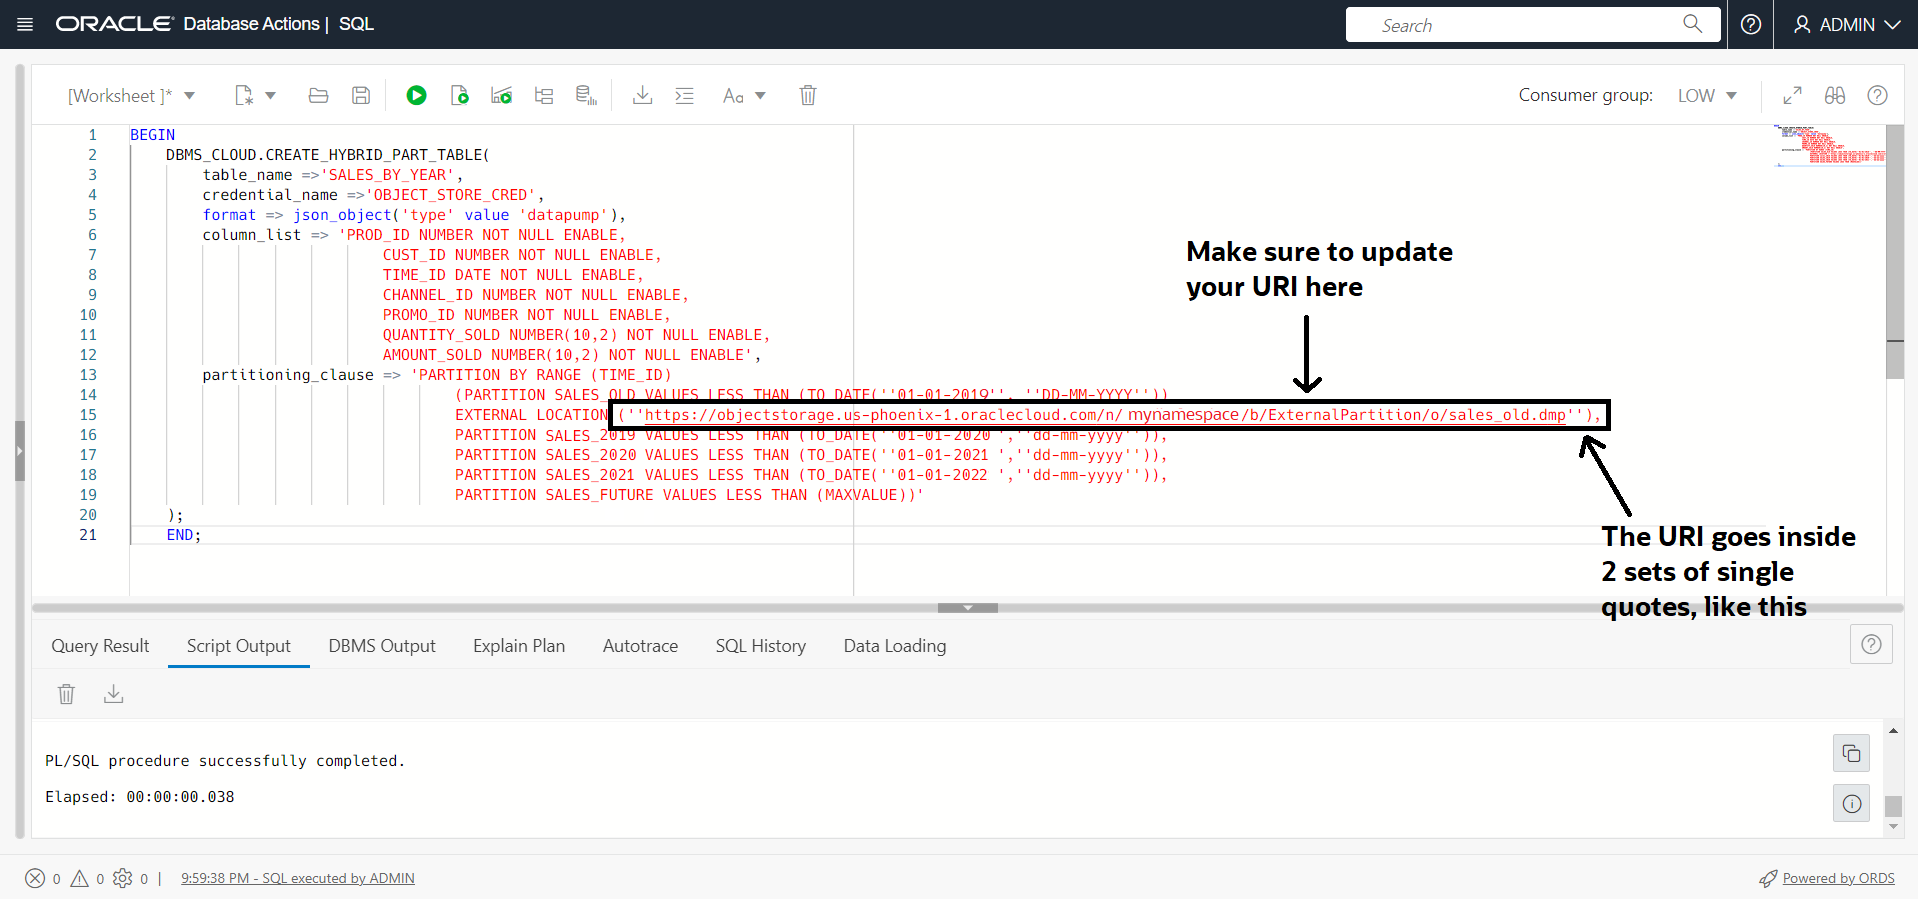 ORACLE Database Actions | SQL
Search
ADMIN
[Worksheet ]*
Aa
Consumer group: LOW
1 BEGIN
2 DBMS_CLOUD.CREATE_HYBRID_PART_TABLE(
3 table_name =>'SALES_BY_YEAR',
4 credential_name =>'OBJECT_STORE_CRED',
5 format => json_object('type' value 'datapump'),
6 column_list => 'PROD_ID NUMBER NOT NULL ENABLE,
7 CUST_ID NUMBER NOT NULL ENABLE,
8 TIME_ID DATE NOT NULL ENABLE,
9 CHANNEL_ID NUMBER NOT NULL ENABLE,
10 PROMO_ID NUMBER NOT NULL ENABLE,
11 QUANTITY_SOLD NUMBER(10,2) NOT NULL ENABLE,
12 AMOUNT_SOLD NUMBER(10,2) NOT NULL ENABLE',
13 partitioning_clause => 'PARTITION BY RANGE (TIME_ID)
14 (PARTITION SALES_OLD VALUES LESS THAN (TO_DATE(''01-01-2019'', ''DD-MM-YYYY''))
15 EXTERNAL LOCATION (''https://objectstorage.us-phoenix-1.oraclecloud.com/n/ mynamespace/b/ExternalPartition/o/sales_old.dmp''),
16 PARTITION SALES_2019 VALUES LESS THAN (TO_DATE(''01-01-2020 '',''dd-mm-yyyy'')),
17 PARTITION SALES_2020 VALUES LESS THAN (TO_DATE(''01-01-2021 '',''dd-mm-yyyy'')),
18 PARTITION SALES_2021 VALUES LESS THAN (TO_DATE(''01-01-2022 '',''dd-mm-yyyy'')),
19 PARTITION SALES_FUTURE VALUES LESS THAN (MAXVALUE))'
20 );
21 END;
Make sure to update
your URI here
The URI goes inside
2 sets of single
quotes, like this
Query Result Script Output DBMS Output Explain Plan Autotrace SQL History Data Loading
PL/SQL procedure successfully completed.
Elapsed: 00:00:00.038
0 0 0 | 9:59:38 PM - SQL executed by ADMIN
Powered by ORDS